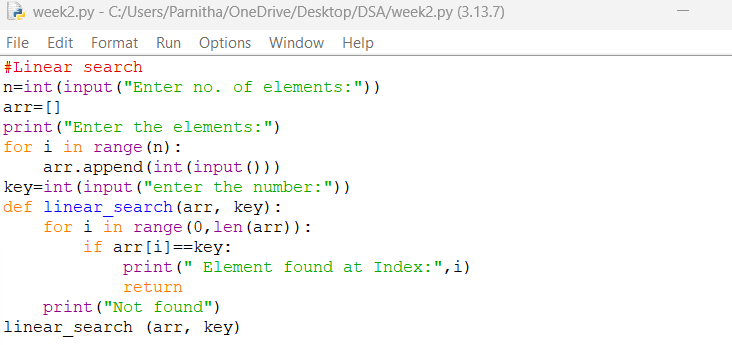 week2.py - C:/Users/Parnitha/OneDrive/Desktop/DSA/week2.py (3.13.7)
File Edit Format Run Options Window Help
#Linear search
n=int(input("Enter no. of elements:"))
arr=[]
print("Enter the elements:")
for i in range(n):
    arr.append(int(input()))
key=int(input("enter the number:"))
def linear_search(arr, key):
    for i in range(0,len(arr)):
        if arr[i]==key:
            print(" Element found at Index:",i)
            return
    print("Not found")
linear_search (arr, key)